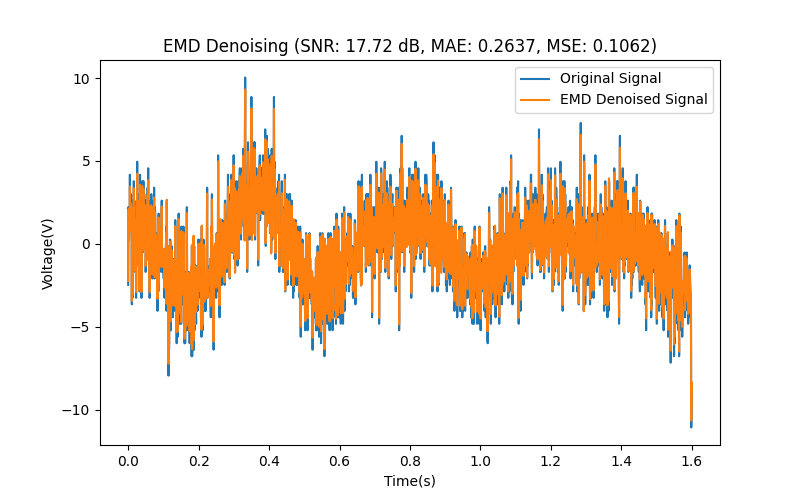 EMD Denoising (SNR: 17.72 dB, MAE: 0.2637, MSE: 0.1062)
Original Signal
EMD Denoised Signal
10
5
0
−5
−10
Voltage(V)
0.0 0.2 0.4 0.6 0.8 1.0 1.2 1.4 1.6
Time(s)